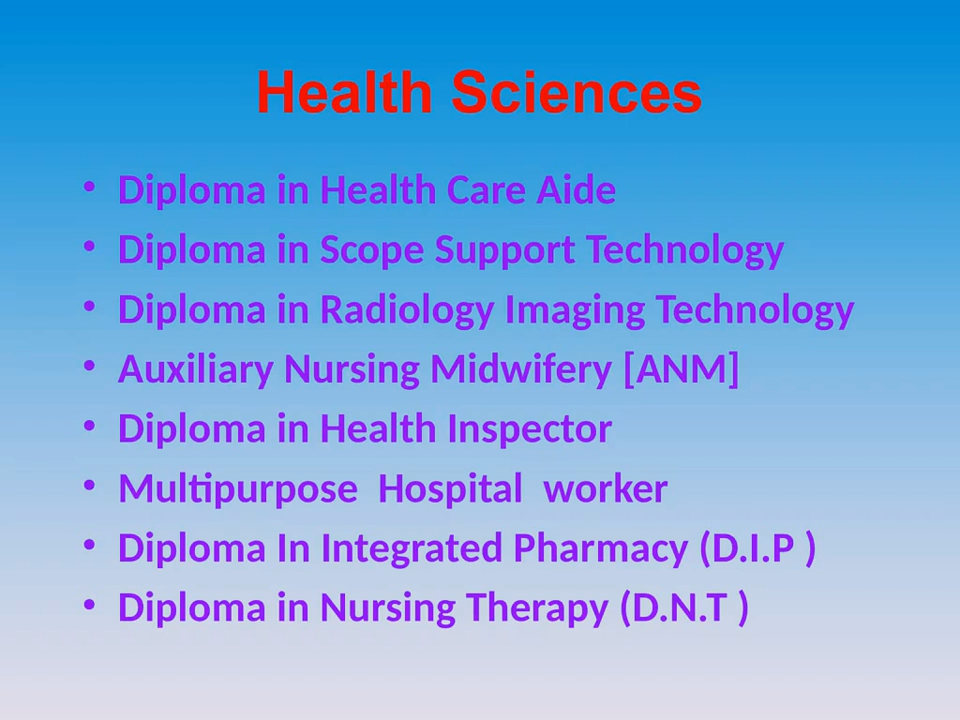 Health Sciences
• Diploma in Health Care Aide
• Diploma in Scope Support Technology
• Diploma in Radiology Imaging Technology
• Auxiliary Nursing Midwifery [ANM]
• Diploma in Health Inspector
• Multipurpose  Hospital  worker
• Diploma In Integrated Pharmacy (D.I.P )
• Diploma in Nursing Therapy (D.N.T )